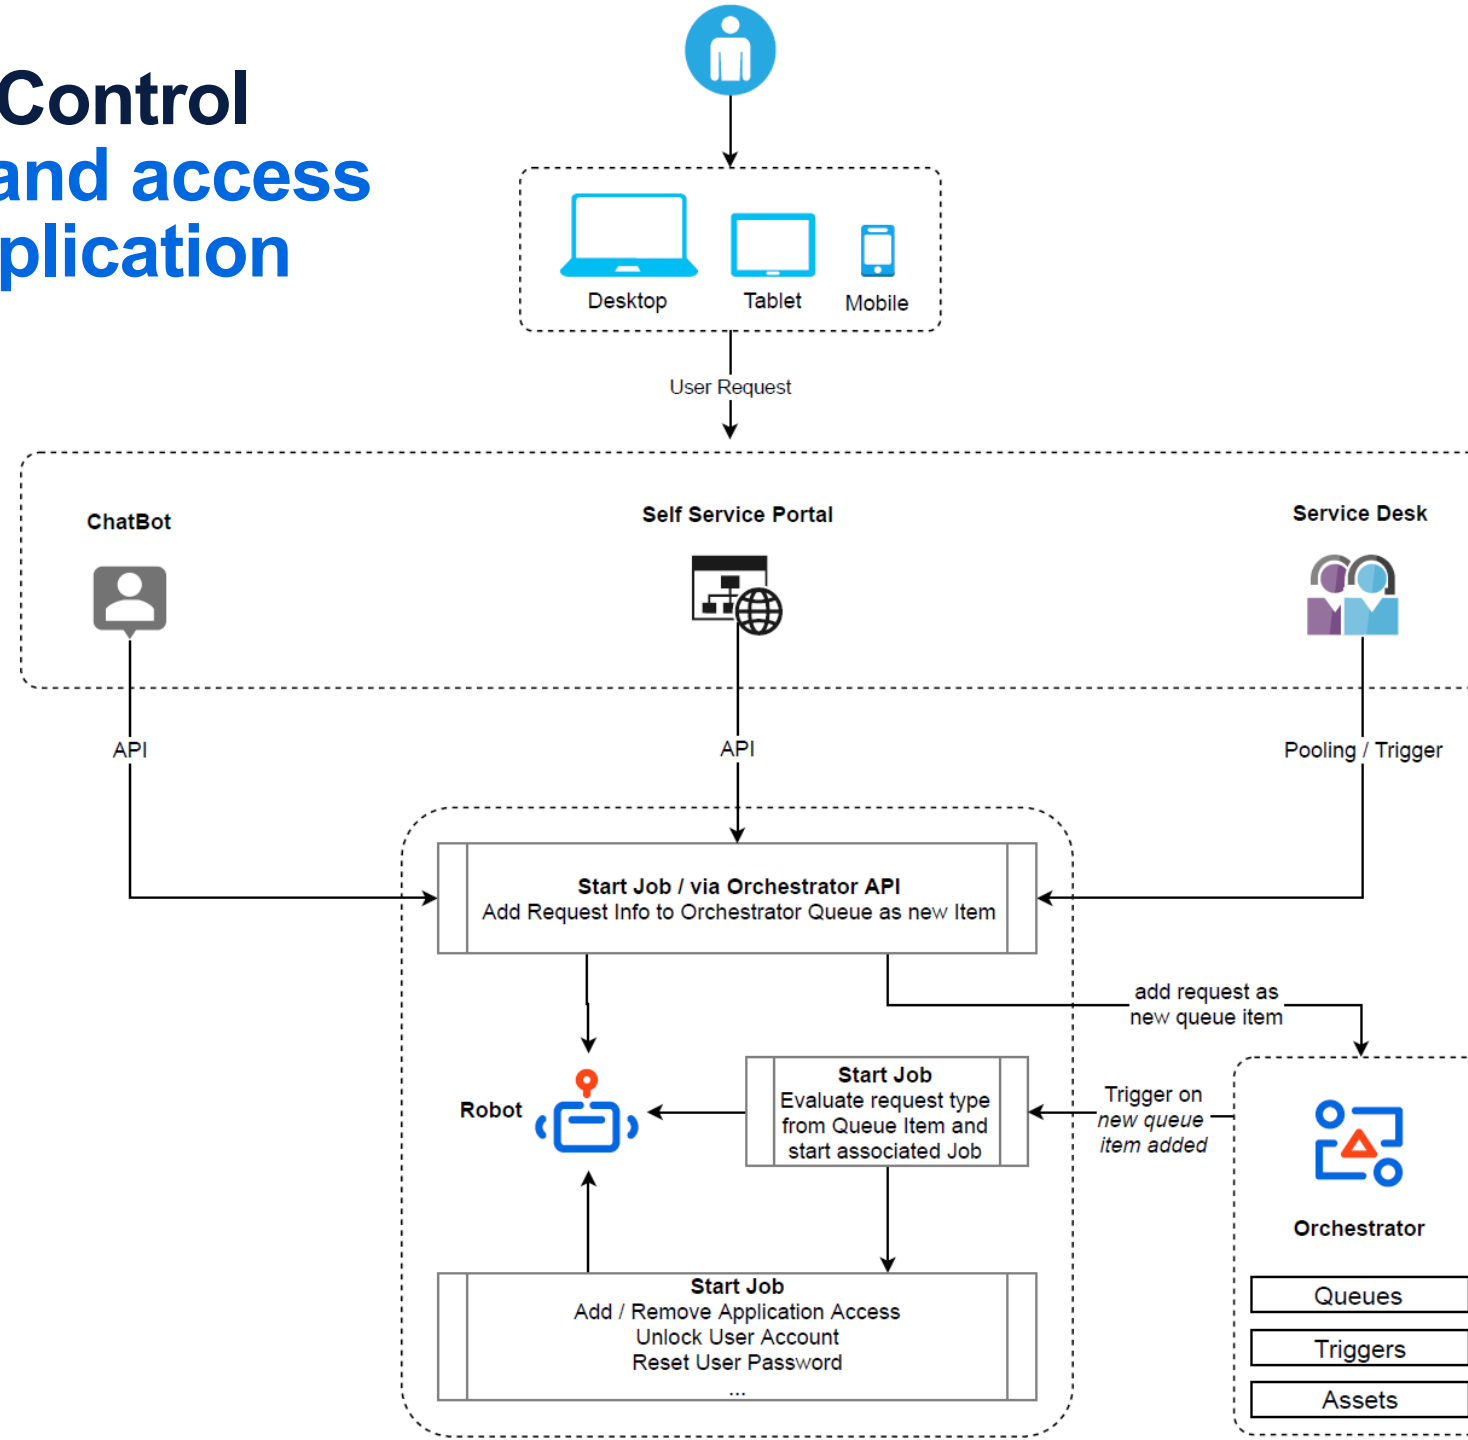 Control
and access
plication
Desktop
Tablet
Mobile
User Request
ChatBot
Self Service Portal
Service Desk
API
API
Pooling / Trigger
Start Job / via Orchestrator API
Add Request Info to Orchestrator Queue as new Item
add request as
new queue item
Robot
Start Job
Evaluate request type
from Queue Item and
start associated Job
Trigger on
new queue
item added
Orchestrator
Start Job
Add / Remove Application Access
Unlock User Account
Reset User Password
...
Queues
Triggers
Assets